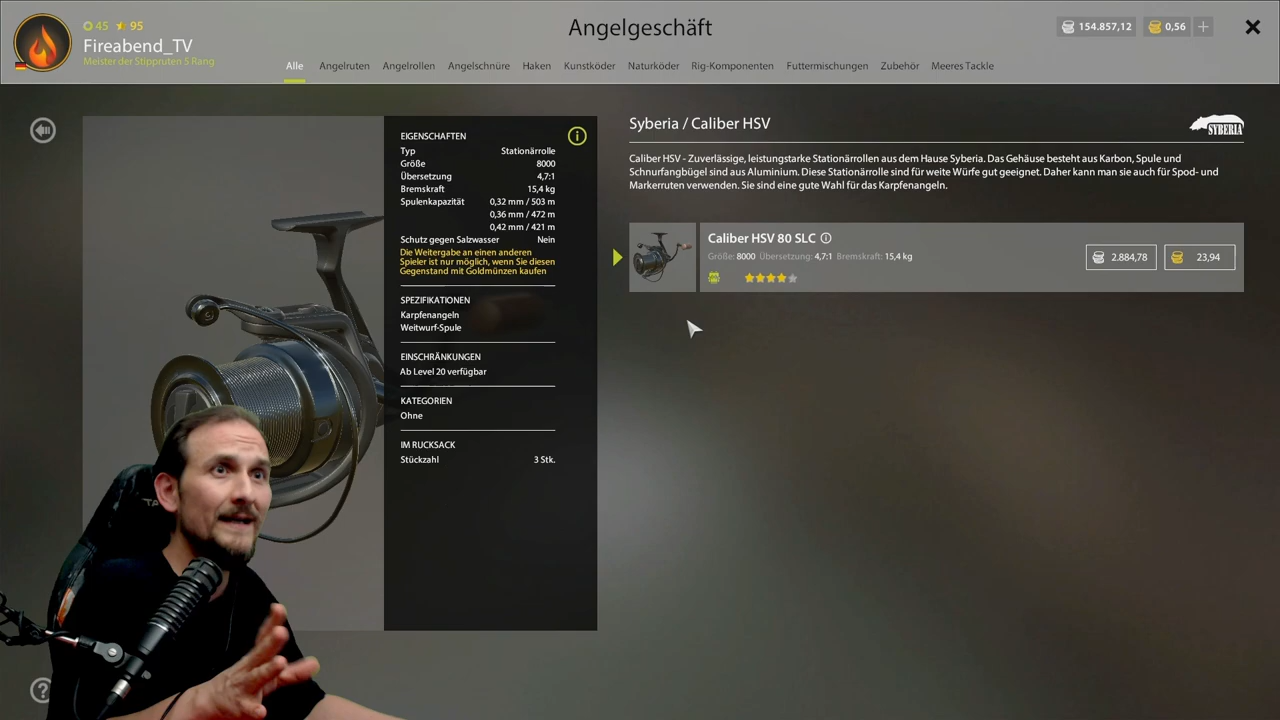 45 95
Fireabend_TV
Meister der Stippruten 5 Rang
Angelgeschäft
154.857,12
0,56 +
Alle Angelruten Angelrollen Angelschnüre Haken Kunstköder Naturköder Rig-Komponenten Futtermischungen Zubehör Meeres Tackle
EIGENSCHAFTEN
Typ Stationärrolle
Größe 8000
Übersetzung 4,7:1
Bremskraft 15,4 kg
Spulenkapazität 0,32 mm / 503 m
0,36 mm / 472 m
0,42 mm / 421 m
Schutz gegen Salzwasser Nein
Die Weitergabe an einen anderen
Spieler ist nur möglich, wenn Sie diesen
Gegenstand mit Goldmünzen kaufen
SPEZIFIKATIONEN
Karpfenangeln
Weitwurf-Spule
EINSCHRÄNKUNGEN
Ab Level 20 verfügbar
KATEGORIEN
Ohne
IM RUCKSACK
Stückzahl 3 Stk.
Syberia / Caliber HSV
SYBERIA
Caliber HSV - Zuverlässige, leistungstarke Stationärrollen aus dem Hause Syberia. Das Gehäuse besteht aus Karbon, Spule und
Schnurfangbügel sind aus Aluminium. Diese Stationärrolle sind für weite Würfe gut geeignet. Daher kann man sie auch für Spod- und
Markerruten verwenden. Sie sind eine gute Wahl für das Karpfenangeln.
Caliber HSV 80 SLC
Größe: 8000 Übersetzung: 4,7:1 Bremskraft: 15,4 kg
2.884,78
23,94
?